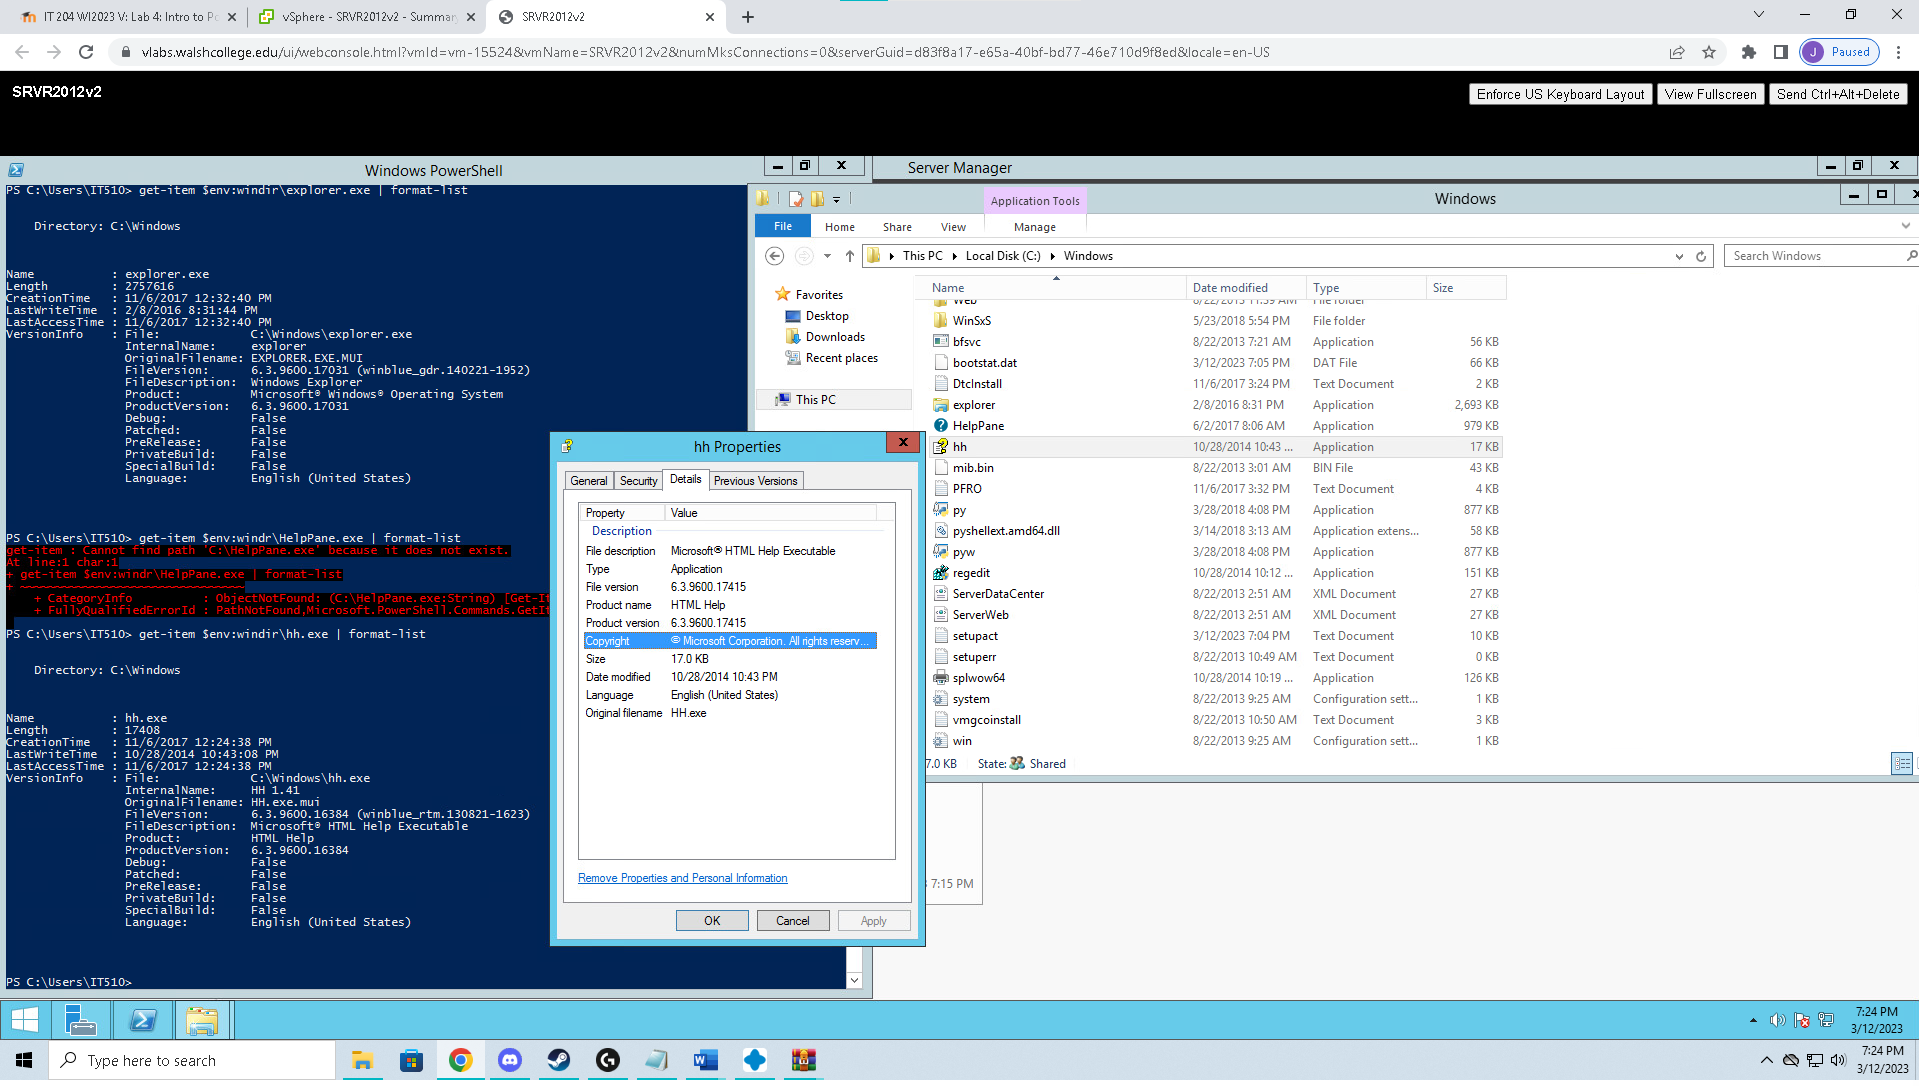 IT 204 WI2023 V: Lab 4: Intro to Po
vSphere - SRVR2012v2 - Summar
SRVR2012v2
vlabs.walshcollege.edu/ui/webconsole.html?vmId=vm-15524&vmName=SRVR2012v2&numMksConnections=0&serverGuid=d83f8a17-e65a-40bf-bd77-46e710d9f8ed&locale=en-US
J Paused
SRVR2012v2
Enforce US Keyboard Layout
View Fullscreen
Send Ctrl+Alt+Delete
Windows PowerShell
PS C:\Users\IT510> get-item $env:windir\explorer.exe | format-list
Directory: C:\Windows
Name : explorer.exe
Length : 2757616
CreationTime : 11/6/2017 12:32:40 PM
LastWriteTime : 2/8/2016 8:31:44 PM
LastAccessTime : 11/6/2017 12:32:40 PM
VersionInfo : File: C:\Windows\explorer.exe
InternalName: explorer
OriginalFilename: EXPLORER.EXE.MUI
FileVersion: 6.3.9600.17031 (winblue_gdr.140221-1952)
FileDescription: Windows Explorer
Product: Microsoft® Windows® Operating System
ProductVersion: 6.3.9600.17031
Debug: False
Patched: False
PreRelease: False
PrivateBuild: False
SpecialBuild: False
Language: English (United States)
PS C:\Users\IT510> get-item $env:windr\HelpPane.exe | format-list
get-item : Cannot find path 'C:\HelpPane.exe' because it does not exist.
At line:1 char:1
+ get-item $env:windr\HelpPane.exe | format-list
+ ~~~~~~~~~~~~~~~~~~~~~~~~~~~~~~
+ CategoryInfo : ObjectNotFound: (C:\HelpPane.exe:String) [Get-It
+ FullyQualifiedErrorId : PathNotFound,Microsoft.PowerShell.Commands.GetIt
PS C:\Users\IT510> get-item $env:windir\hh.exe | format-list
Directory: C:\Windows
Name : hh.exe
Length : 17408
CreationTime : 11/6/2017 12:24:38 PM
LastWriteTime : 10/28/2014 10:43:08 PM
LastAccessTime : 11/6/2017 12:24:38 PM
VersionInfo : File: C:\Windows\hh.exe
InternalName: HH 1.41
OriginalFilename: HH.exe.mui
FileVersion: 6.3.9600.16384 (winblue_rtm.130821-1623)
FileDescription: Microsoft® HTML Help Executable
Product: HTML Help
ProductVersion: 6.3.9600.16384
Debug: False
Patched: False
PreRelease: False
PrivateBuild: False
SpecialBuild: False
Language: English (United States)
PS C:\Users\IT510>
Server Manager
Application Tools
Windows
File Home Share View Manage
This PC Local Disk (C:) Windows
Search Windows
Favorites
Desktop
Downloads
Recent places
This PC
Name Date modified Type Size
Web 8/22/2013 11:39 AM File folder
WinSxS 5/23/2018 5:54 PM File folder
bfsvc 8/22/2013 7:21 AM Application 56 KB
bootstat.dat 3/12/2023 7:05 PM DAT File 66 KB
DtcInstall 11/6/2017 3:24 PM Text Document 2 KB
explorer 2/8/2016 8:31 PM Application 2,693 KB
HelpPane 6/2/2017 8:06 AM Application 979 KB
hh 10/28/2014 10:43 ... Application 17 KB
mib.bin 8/22/2013 3:01 AM BIN File 43 KB
PFRO 11/6/2017 3:32 PM Text Document 4 KB
py 3/28/2018 4:08 PM Application 877 KB
pyshellext.amd64.dll 3/14/2018 3:13 AM Application extens... 58 KB
pyw 3/28/2018 4:08 PM Application 877 KB
regedit 10/28/2014 10:12 ... Application 151 KB
ServerDataCenter 8/22/2013 2:51 AM XML Document 27 KB
ServerWeb 8/22/2013 2:51 AM XML Document 27 KB
setupact 3/12/2023 7:04 PM Text Document 10 KB
setuperr 8/22/2013 10:49 AM Text Document 0 KB
splwow64 10/28/2014 10:19 ... Application 126 KB
system 8/22/2013 9:25 AM Configuration sett... 1 KB
vmgcoinstall 8/22/2013 10:50 AM Text Document 3 KB
win 8/22/2013 9:25 AM Configuration sett... 1 KB
7.0 KB State: Shared
hh Properties
General Security Details Previous Versions
Property Value
Description
File description Microsoft® HTML Help Executable
Type Application
File version 6.3.9600.17415
Product name HTML Help
Product version 6.3.9600.17415
Copyright © Microsoft Corporation. All rights reserv...
Size 17.0 KB
Date modified 10/28/2014 10:43 PM
Language English (United States)
Original filename HH.exe
Remove Properties and Personal Information
OK Cancel Apply
7:15 PM
7:24 PM
3/12/2023
Type here to search
7:24 PM
3/12/2023